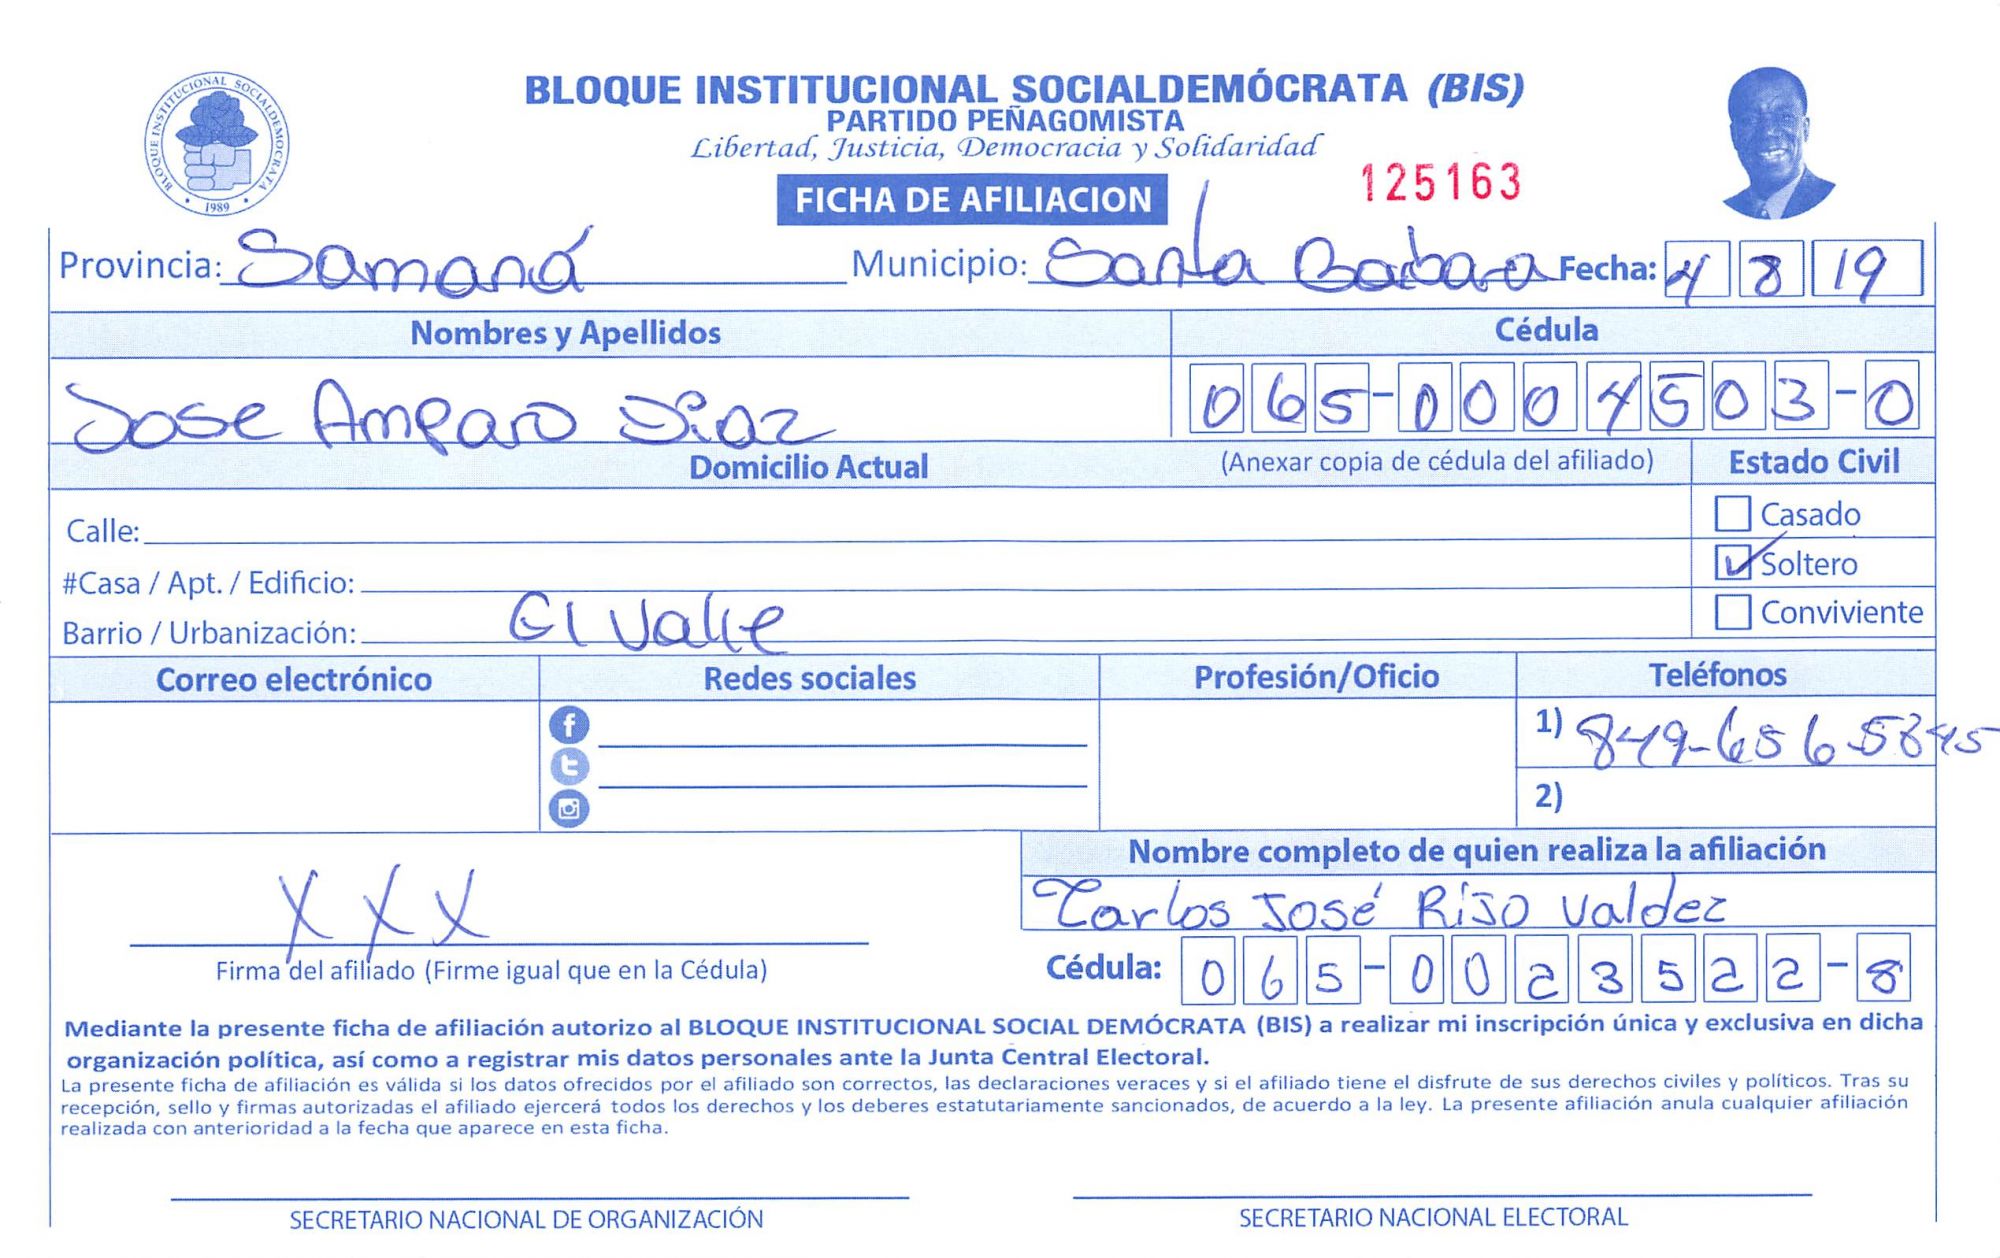 BLOQUE INSTITUCIONAL SOCIALDEMOCRATA
1989
BLOQUE INSTITUCIONAL SOCIALDEMÓCRATA (BIS)
PARTIDO PEÑAGOMISTA
Libertad, Justicia, Democracia y Solidaridad
125163
FICHA DE AFILIACION
Provincia: Samaná Municipio: Santa Barbara Fecha: 4 8 19
Nombres y Apellidos Cédula
Jose Amparo Diaz 065-0004503-0
Domicilio Actual (Anexar copia de cédula del afiliado) Estado Civil
Calle: Casado
#Casa / Apt. / Edificio: Soltero
Barrio / Urbanización: El Valle Conviviente
Correo electrónico Redes sociales Profesión/Oficio Teléfonos
1) 849-656-5845
2)
Nombre completo de quien realiza la afiliación
XXX Carlos José Rijo Valdez
Firma del afiliado (Firme igual que en la Cédula) Cédula: 065-0023522-8
Mediante la presente ficha de afiliación autorizo al BLOQUE INSTITUCIONAL SOCIAL DEMÓCRATA (BIS) a realizar mi inscripción única y exclusiva en dicha
organización política, así como a registrar mis datos personales ante la Junta Central Electoral.
La presente ficha de afiliación es válida si los datos ofrecidos por el afiliado son correctos, las declaraciones veraces y si el afiliado tiene el disfrute de sus derechos civiles y políticos. Tras su
recepción, sello y firmas autorizadas el afiliado ejercerá todos los derechos y los deberes estatutariamente sancionados, de acuerdo a la ley. La presente afiliación anula cualquier afiliación
realizada con anterioridad a la fecha que aparece en esta ficha.
SECRETARIO NACIONAL DE ORGANIZACIÓN SECRETARIO NACIONAL ELECTORAL